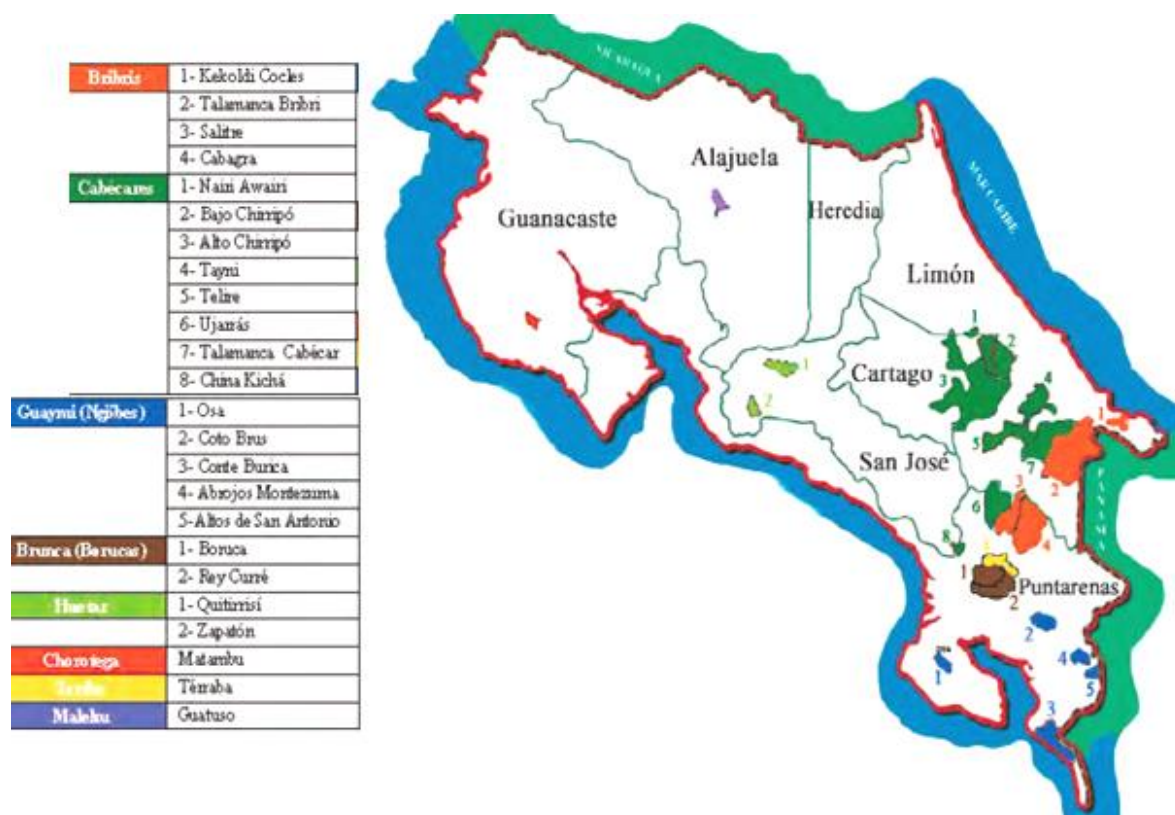 Bribris
1- Kekoldi Cocles
2- Talamanca Bribri
3- Salitre
4- Cabagra
Cabécares
1- Nairi Awairi
2- Bajo Chirripó
3- Alto Chirripó
4- Tayni
5- Telire
6- Ujarrás
7- Talamanca Cabécar
8- China Kichá
Guaymi (Ngöbes)
1- Osa
2- Coto Brus
3- Conte Burica
4- Abrojos Montezuma
5-Altos de San Antonio
Brunca (Borucas)
1- Boruca
2- Rey Curré
Huetar
1- Quitirrisí
2- Zapatón
Chorotega
Matambu
Térraba
Maleku
Guatuso
NICARAGUA
MAR CARIBE
PANAMA
Alajuela
Guanacaste
Heredia
Limón
Cartago
San José
Puntarenas
1
2
3
4
1
2
5
7
1
2
6
3
4
8
1
1
2
2
1
4
5
3